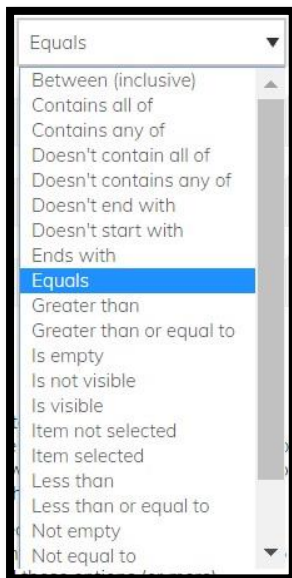 Equals
Between (inclusive)
Contains all of
Contains any of
Doesn't contain all of
Doesn't contains any of
Doesn't end with
Doesn't start with
Ends with
Equals
Greater than
Greater than or equal to
Is empty
Is not visible
Is visible
Item not selected
Item selected
Less than
Less than or equal to
Not empty
Not equal to